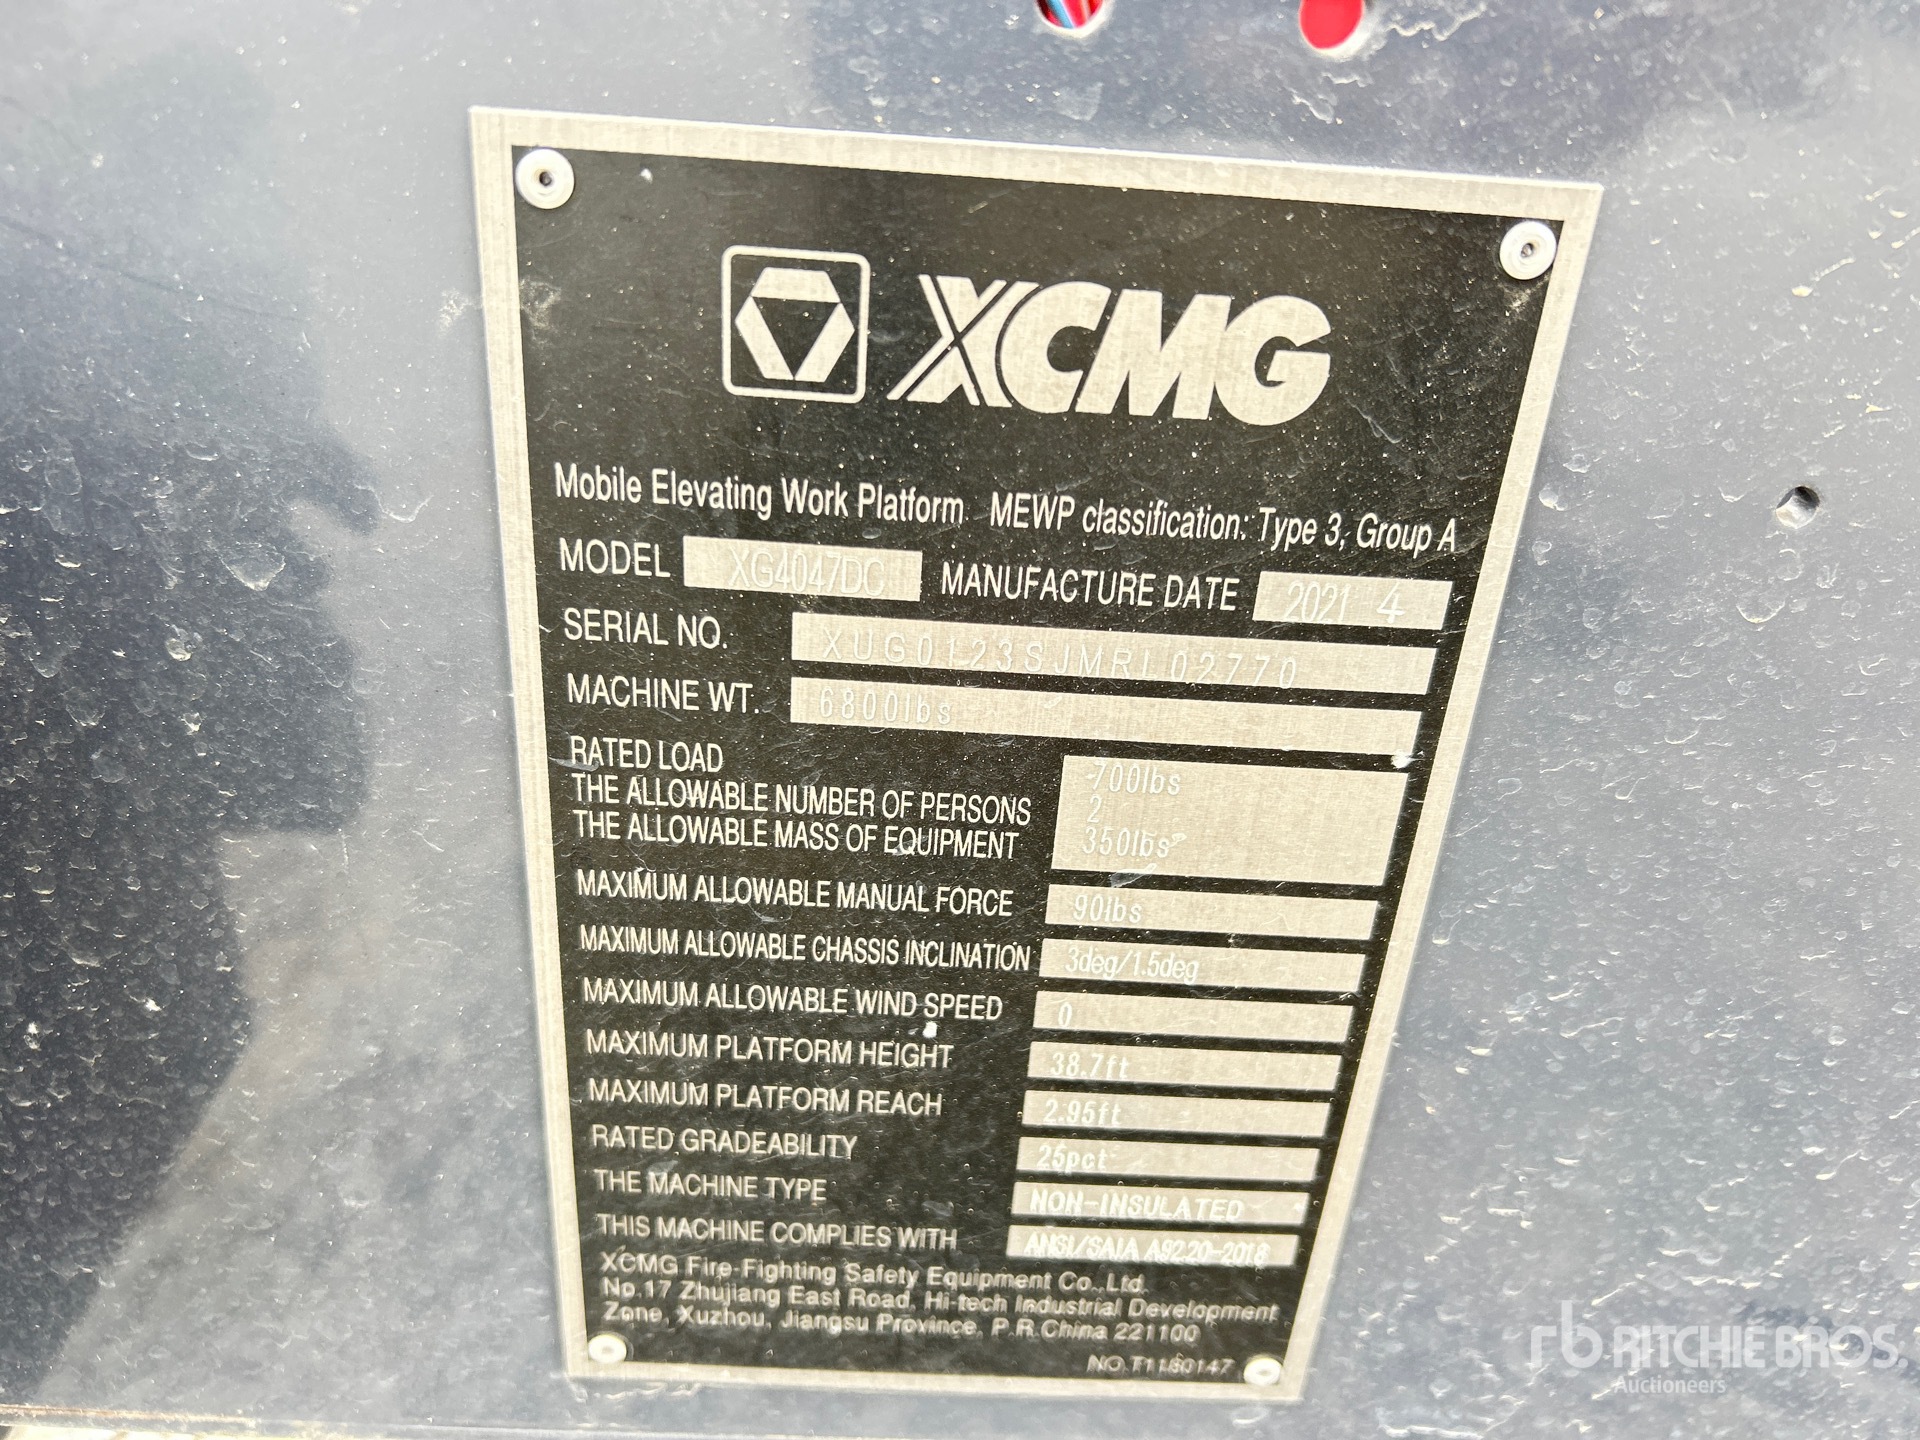 XCMG
Mobile Elevating Work Platform. MEWP classification: Type 3, Group A
MODEL XG4047DC MANUFACTURE DATE 2021 4
SERIAL NO. XUG0123SJMRL02770
MACHINE WT. 6800lbs
RATED LOAD 700lbs
THE ALLOWABLE NUMBER OF PERSONS 2
THE ALLOWABLE MASS OF EQUIPMENT 350lbs
MAXIMUM ALLOWABLE MANUAL FORCE 90lbs
MAXIMUM ALLOWABLE CHASSIS INCLINATION 3deg/1.5deg
MAXIMUM ALLOWABLE WIND SPEED 0
MAXIMUM PLATFORM HEIGHT 38.7ft
MAXIMUM PLATFORM REACH 2.95ft
RATED GRADEABILITY 25pct
THE MACHINE TYPE NON-INSULATED
THIS MACHINE COMPLIES WITH ANSI/SAIA A92.20-2018
XCMG Fire-Fighting Safety Equipment Co.,Ltd.
No.17 Zhujiang East Road, Hi-tech Industrial Development
Zone, Xuzhou, Jiangsu Province, P.R.China 221100
NO.T1180147
rb RITCHIE BROS.
Auctioneers